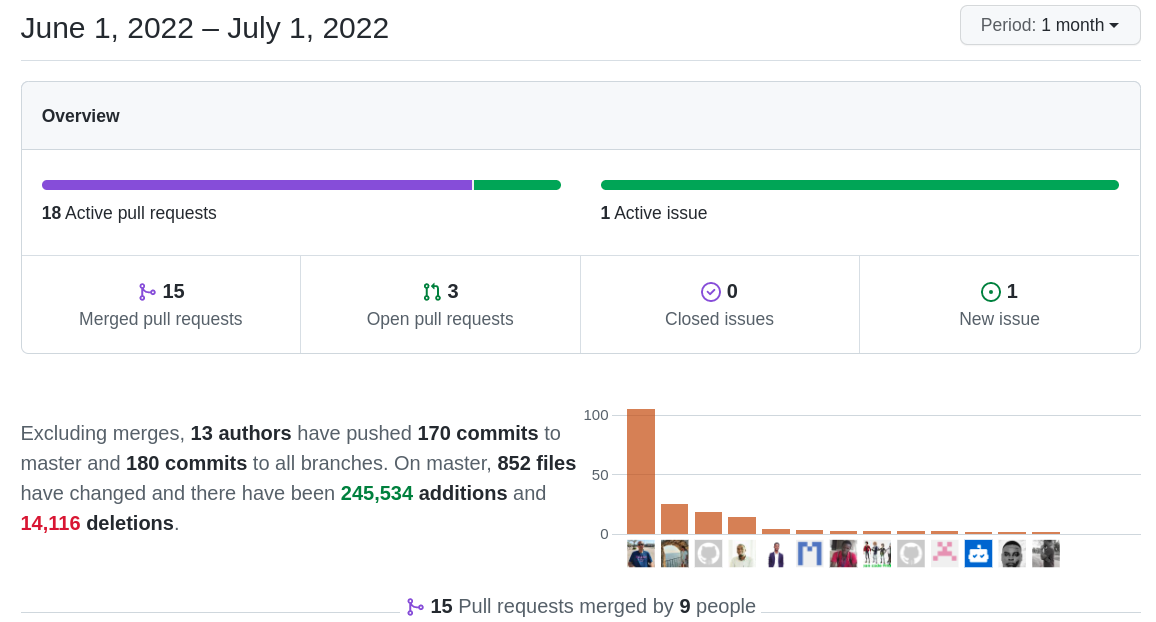 June 1, 2022 – July 1, 2022
Period: 1 month
Overview
18 Active pull requests
1 Active issue
15
Merged pull requests
3
Open pull requests
0
Closed issues
1
New issue
Excluding merges, 13 authors have pushed 170 commits to
master and 180 commits to all branches. On master, 852 files
have changed and there have been 245,534 additions and
14,116 deletions.
100
50
0
15 Pull requests merged by 9 people